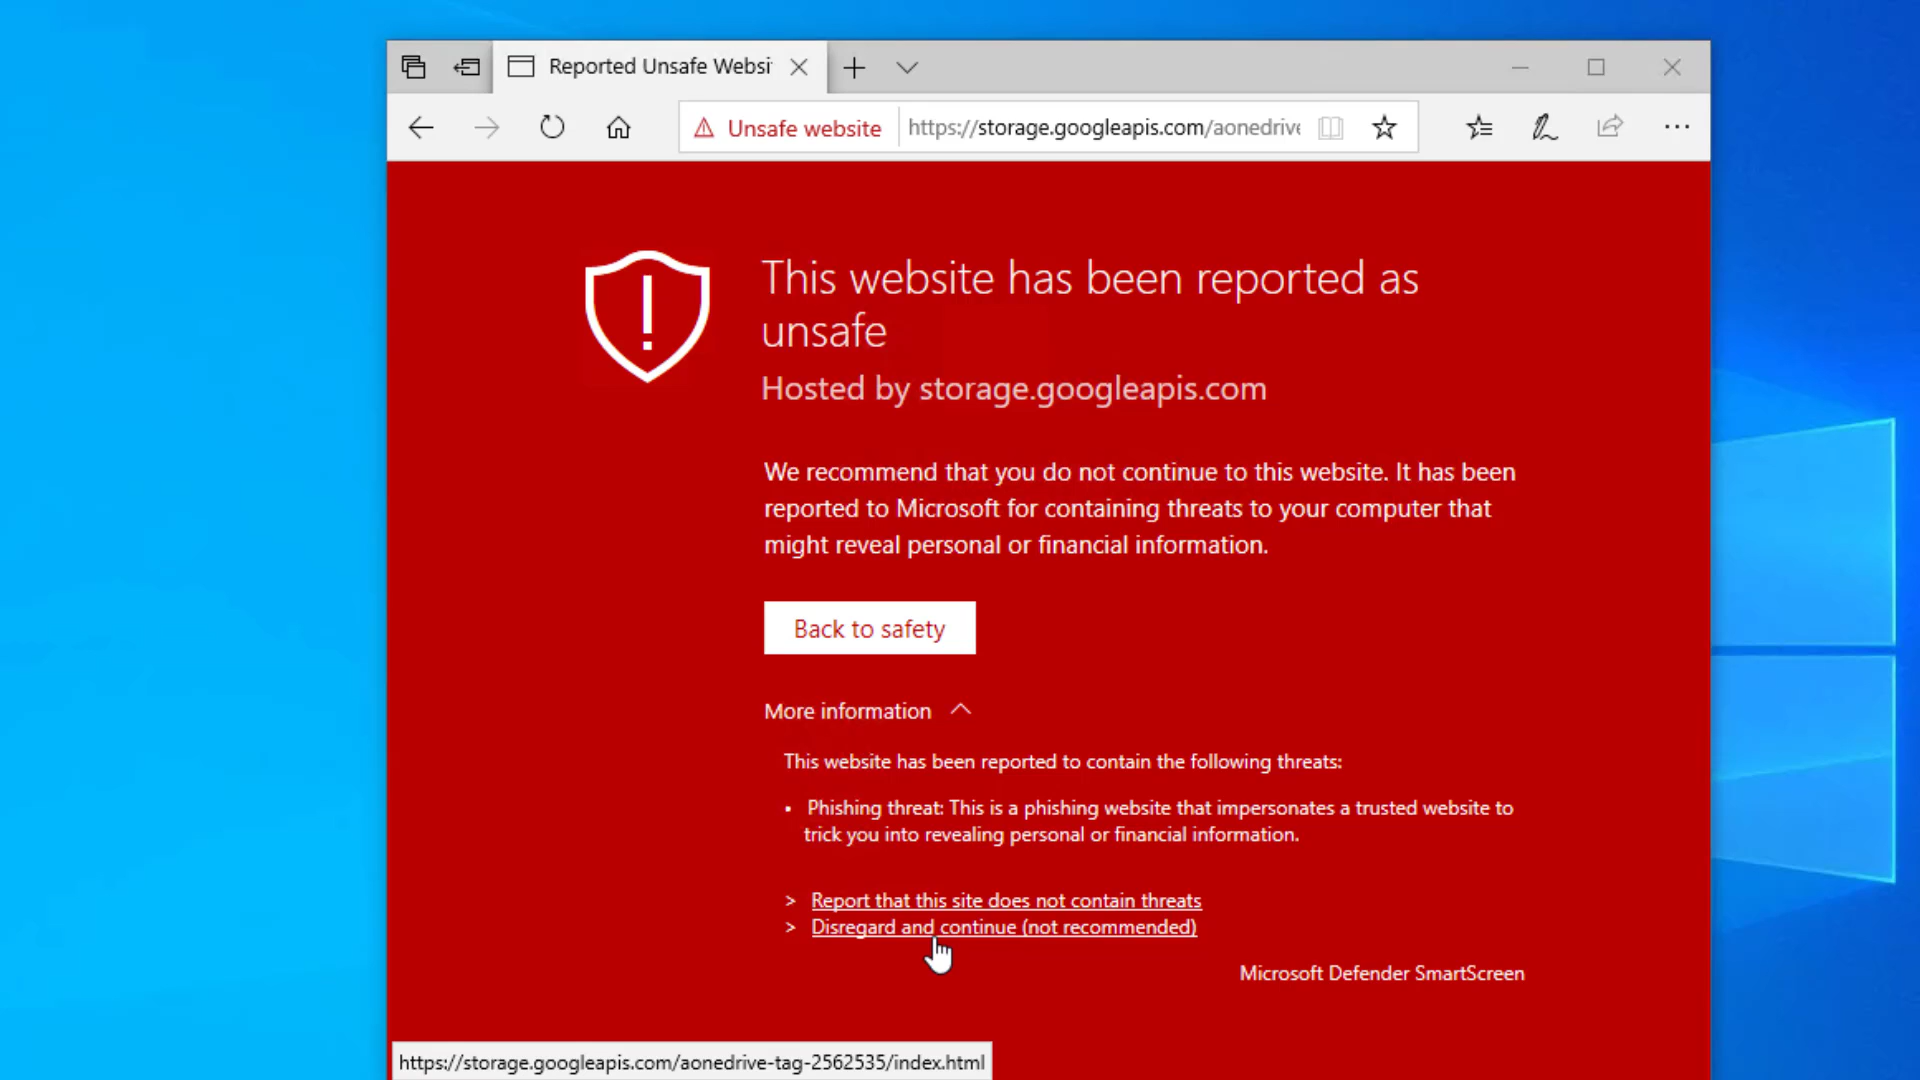 Reported Unsafe Websi
Unsafe website
https://storage.googleapis.com/aonedrive
This website has been reported as
unsafe
Hosted by storage.googleapis.com
We recommend that you do not continue to this website. It has been
reported to Microsoft for containing threats to your computer that
might reveal personal or financial information.
Back to safety
More information
This website has been reported to contain the following threats:
• Phishing threat: This is a phishing website that impersonates a trusted website to
trick you into revealing personal or financial information.
> Report that this site does not contain threats
> Disregard and continue (not recommended)
Microsoft Defender SmartScreen
https://storage.googleapis.com/aonedrive-tag-2562535/index.html